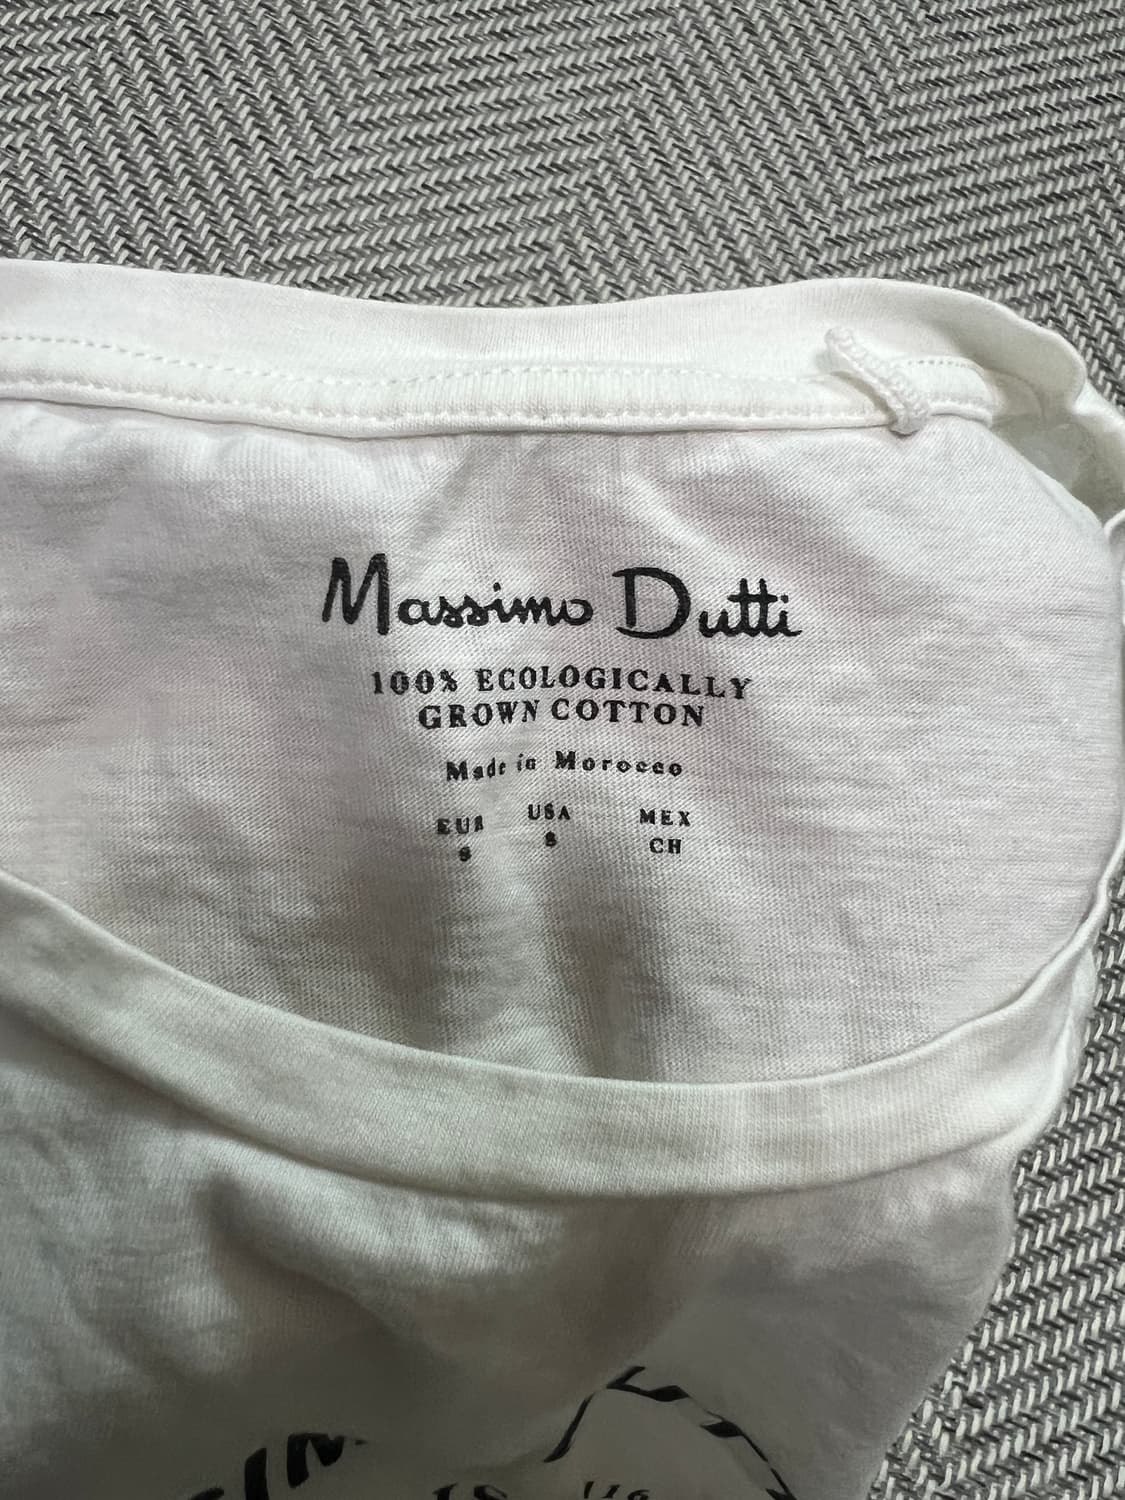 Massimo Dutti
100% ECOLOGICALLY
GROWN COTTON
Made in Morocco
EUR USA MEX
S S CH